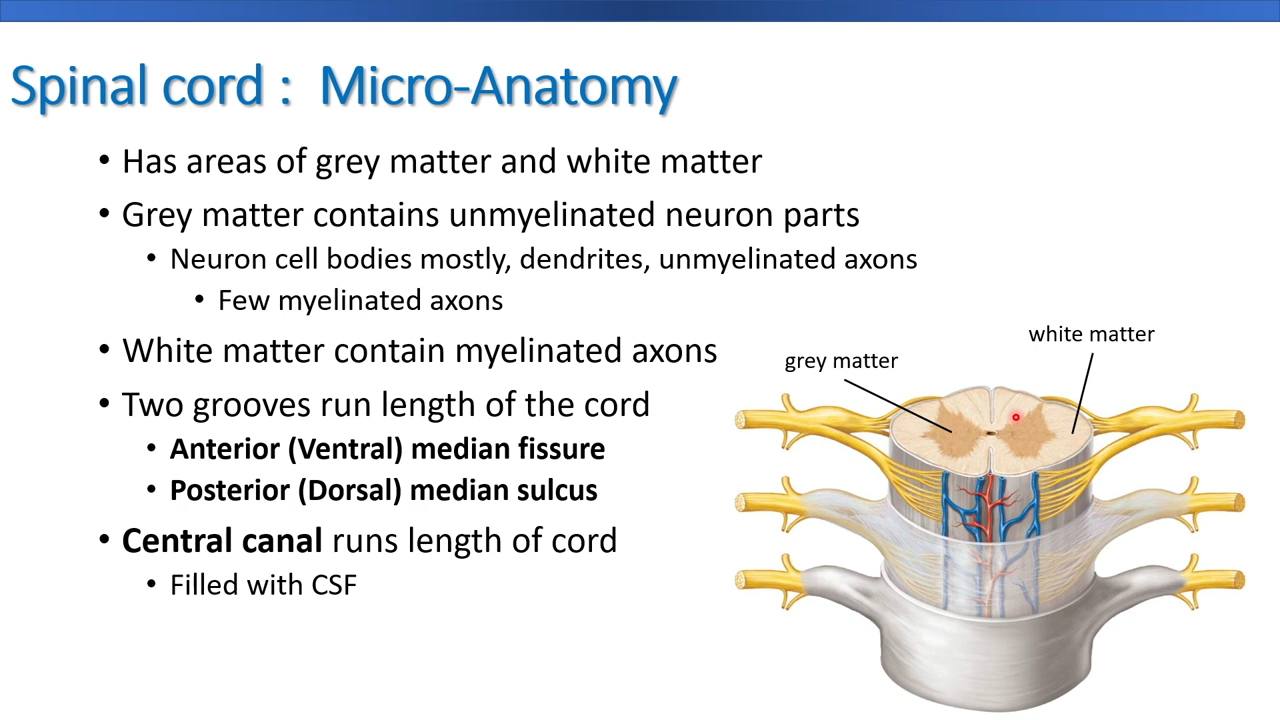 Spinal cord : Micro-Anatomy
• Has areas of grey matter and white matter
• Grey matter contains unmyelinated neuron parts
• Neuron cell bodies mostly, dendrites, unmyelinated axons
• Few myelinated axons
• White matter contain myelinated axons
• Two grooves run length of the cord
• Anterior (Ventral) median fissure
• Posterior (Dorsal) median sulcus
• Central canal runs length of cord
• Filled with CSF
white matter
grey matter